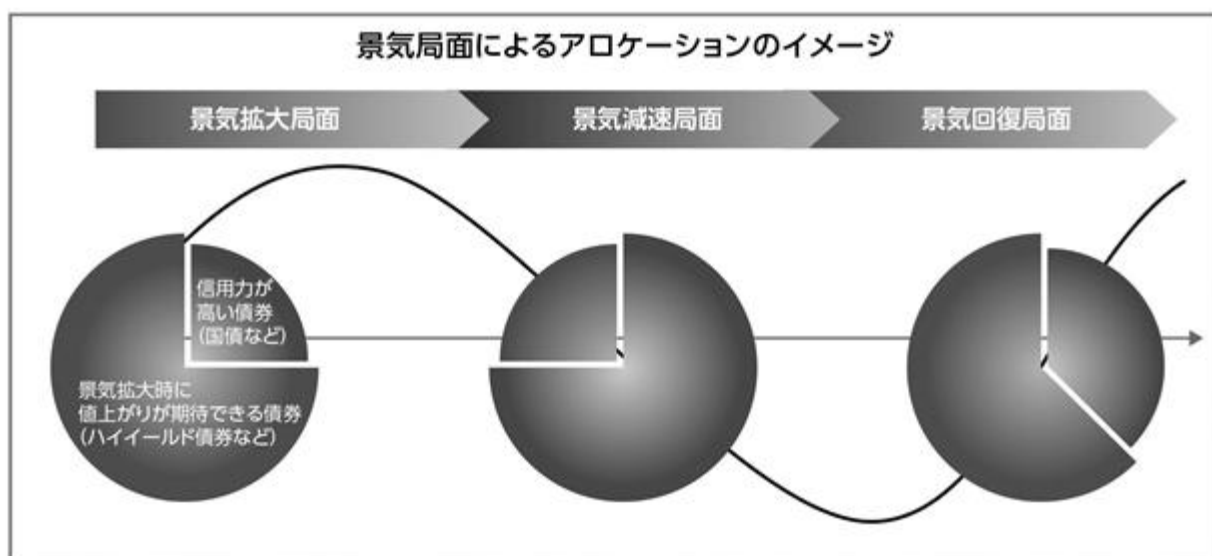 景気局面によるアロケーションのイメージ
景気拡大局面
景気減速局面
景気回復局面
信用力が
高い債券
(国債など)
景気拡大時に
値上がりが期待できる債券
(ハイイールド債券など)